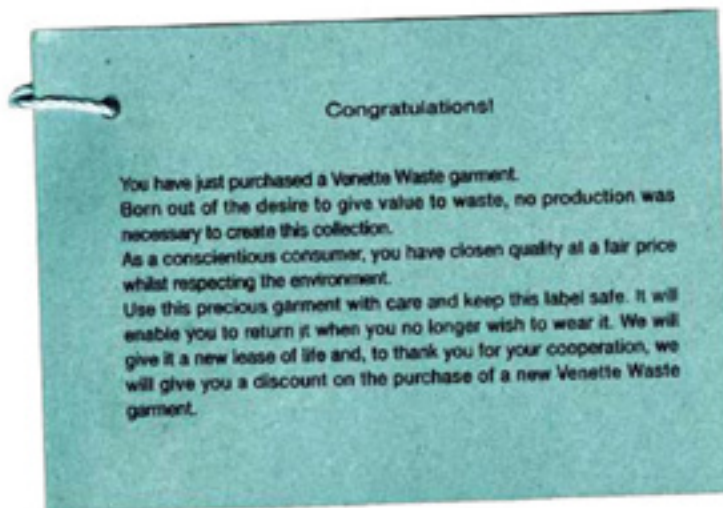 Congratulations!
You have just purchased a Venette Waste garment.
Born out of the desire to give value to waste, no production was
necessary to create this collection.
As a conscientious consumer, you have closen quality at a fair price
whilst respecting the environment.
Use this precious garment with care and keep this label safe. It will
enable you to return it when you no longer wish to wear it. We will
give it a new lease of life and, to thank you for your cooperation, we
will give you a discount on the purchase of a new Venette Waste
garment.